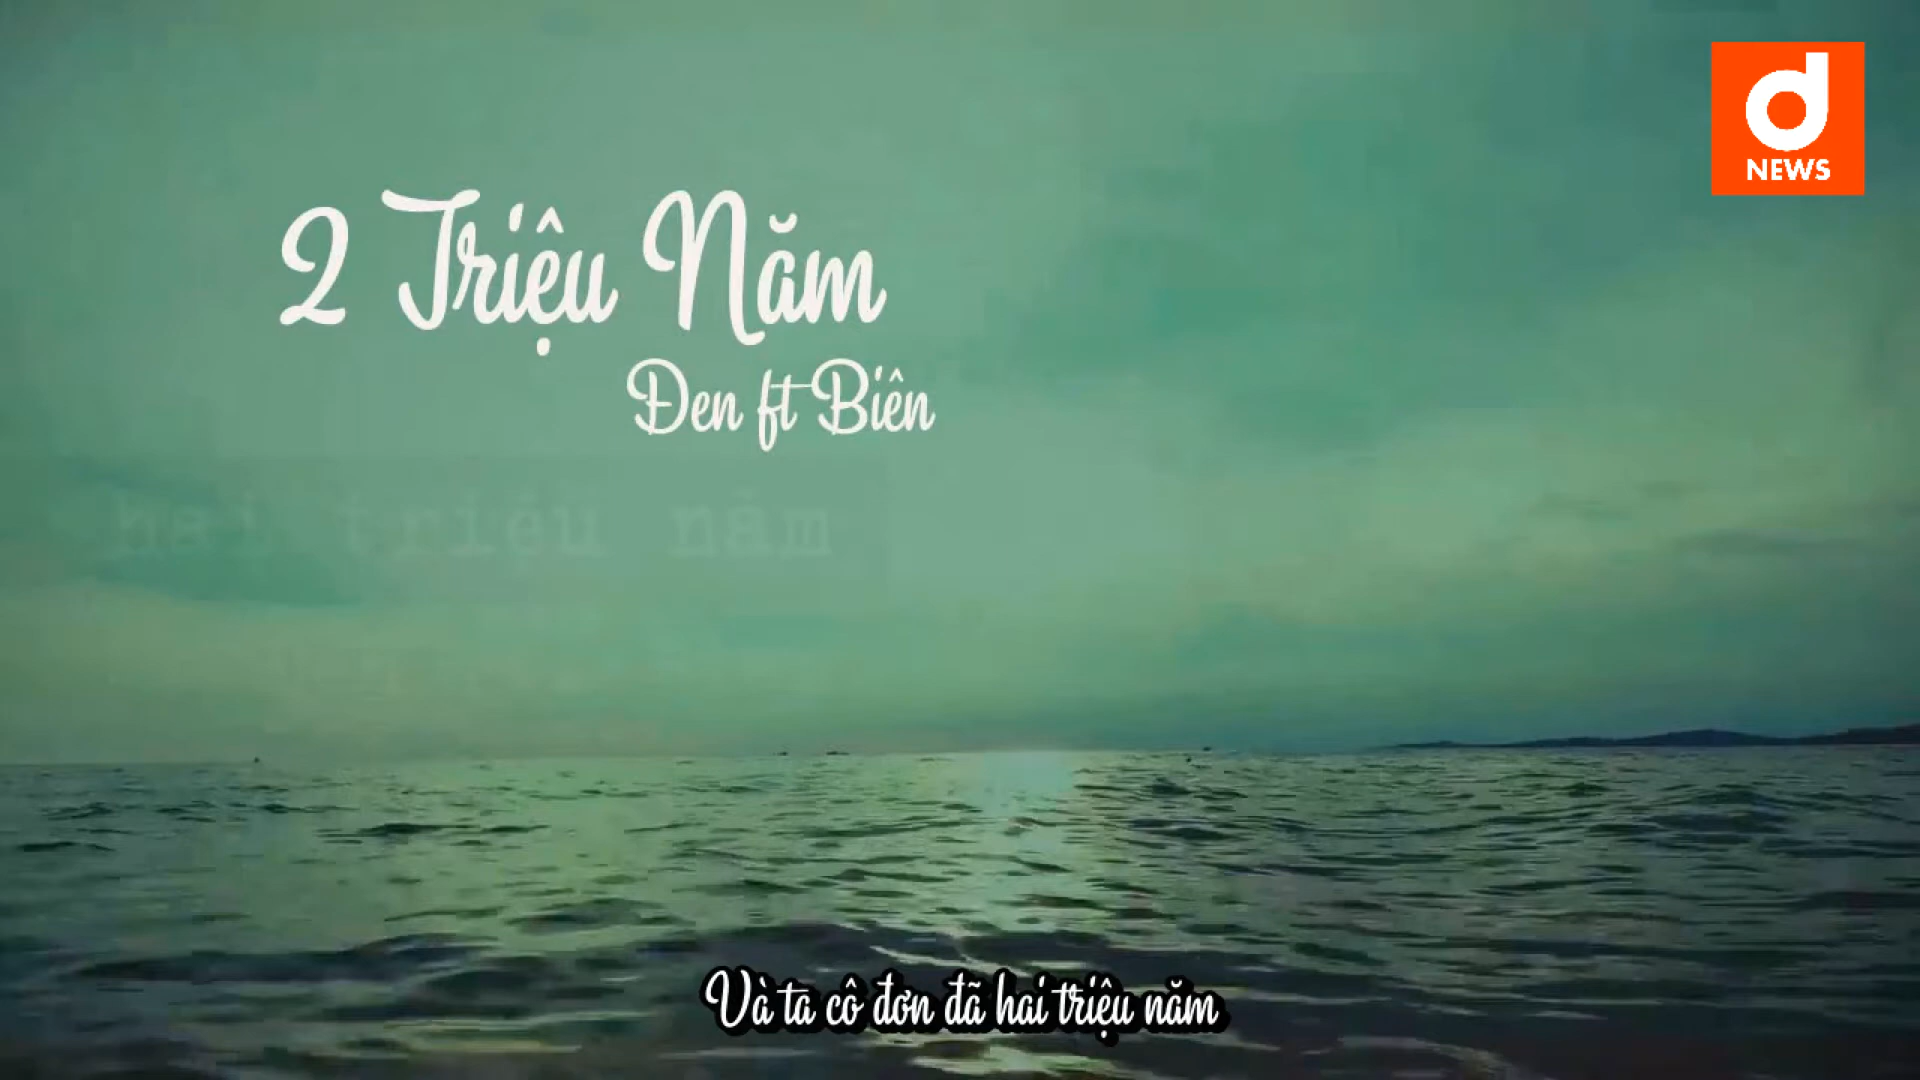 d
NEWS
2 Triệu Năm
Đen ft Biên
hai triệu năm
Và ta cô đơn đã hai triệu năm